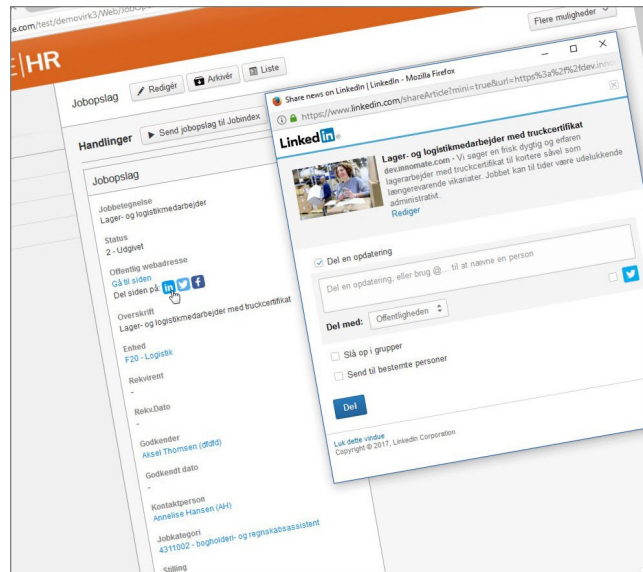 e.com/test/demovirk3/Web/JobOp
E|HR
Flere muligheder
Jobopslag
Redigér
Arkivér
Liste
Handlinger
Send jobopslag til Jobindex
Jobopslag
Jobbetegnelse
Lager- og logistikmedarbejder
Status
2 - Udgivet
Offentlig webadresse
Gå til siden
Del siden på:
Overskrift
Lager- og logistikmedarbejder med truckcertifikat
Enhed
F20 - Logistik
Rekvirent
-
Rekv.Dato
-
Godkender
Aksel Thomsen (dfdfd)
Godkendt dato
-
Kontaktperson
Annelise Hansen (AH)
Jobkategori
4311002 - bogholderi- og regnskabsassistent
Stilling
Share news on LinkedIn | LinkedIn - Mozilla Firefox
https://www.linkedin.com/shareArticle?mini=true&url=https%3a%2f%2fdev.inno
Linked in
Lager- og logistikmedarbejder med truckcertifikat
dev.innomate.com - Vi søger en frisk dygtig og erfaren
lagerarbejder med truckcertifikat til kortere såvel som
længerevarende vikariater. Jobbet kan til tider være udelukkende
administrativt.
Rediger
Del en opdatering
Del en opdatering, eller brug @... til at nævne en person
Del med:
Offentligheden
Slå op i grupper
Send til bestemte personer
Del
Luk dette vindue
Copyright © 2017, LinkedIn Corporation